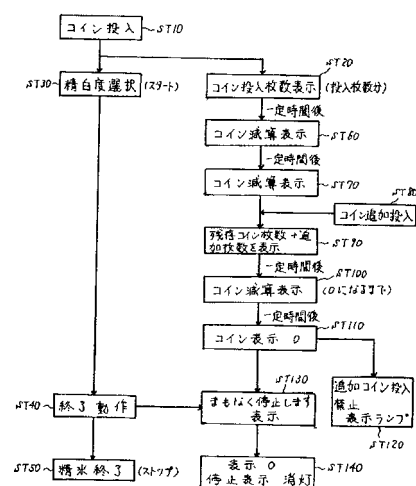 コイン投入
ST10
ST30
精白度選択
(スタート)
ST20
コイン投入枚数表示
(投入枚数分)
一定時間後
ST60
コイン減算表示
一定時間後
ST70
コイン減算表示
ST80
コイン追加投入
残存コイン枚数+追
加枚数を表示
ST90
一定時間後
ST100
コイン減算表示
(0になるまで)
一定時間後
ST110
コイン表示 0
ST130
まもなく停止します
表示
追加コイン投入
禁止
表示ランプ
ST120
ST40
終了動作
ST50
精米終了
(ストップ)
表示 0
停止表示 消灯
ST140